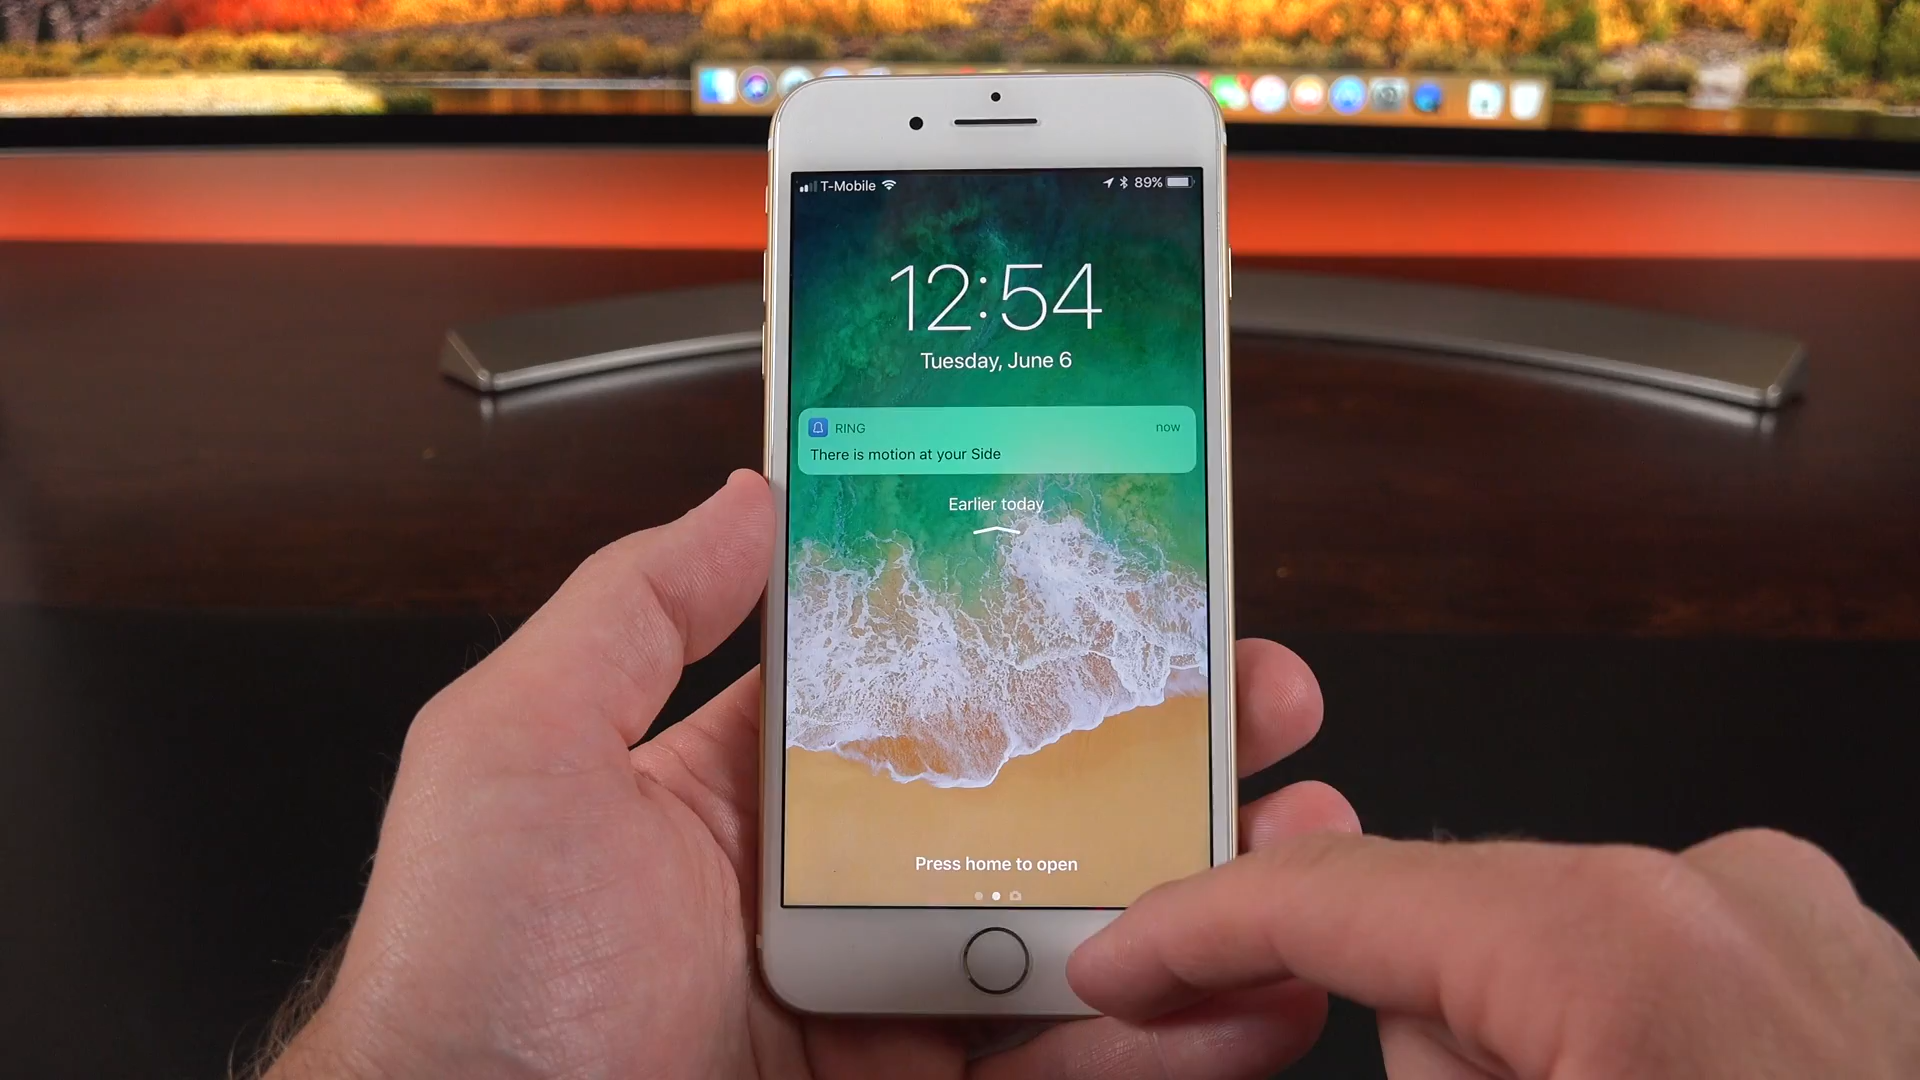 T-Mobile 89%
12:54
Tuesday, June 6
RING now
There is motion at your Side
Earlier today
Press home to open